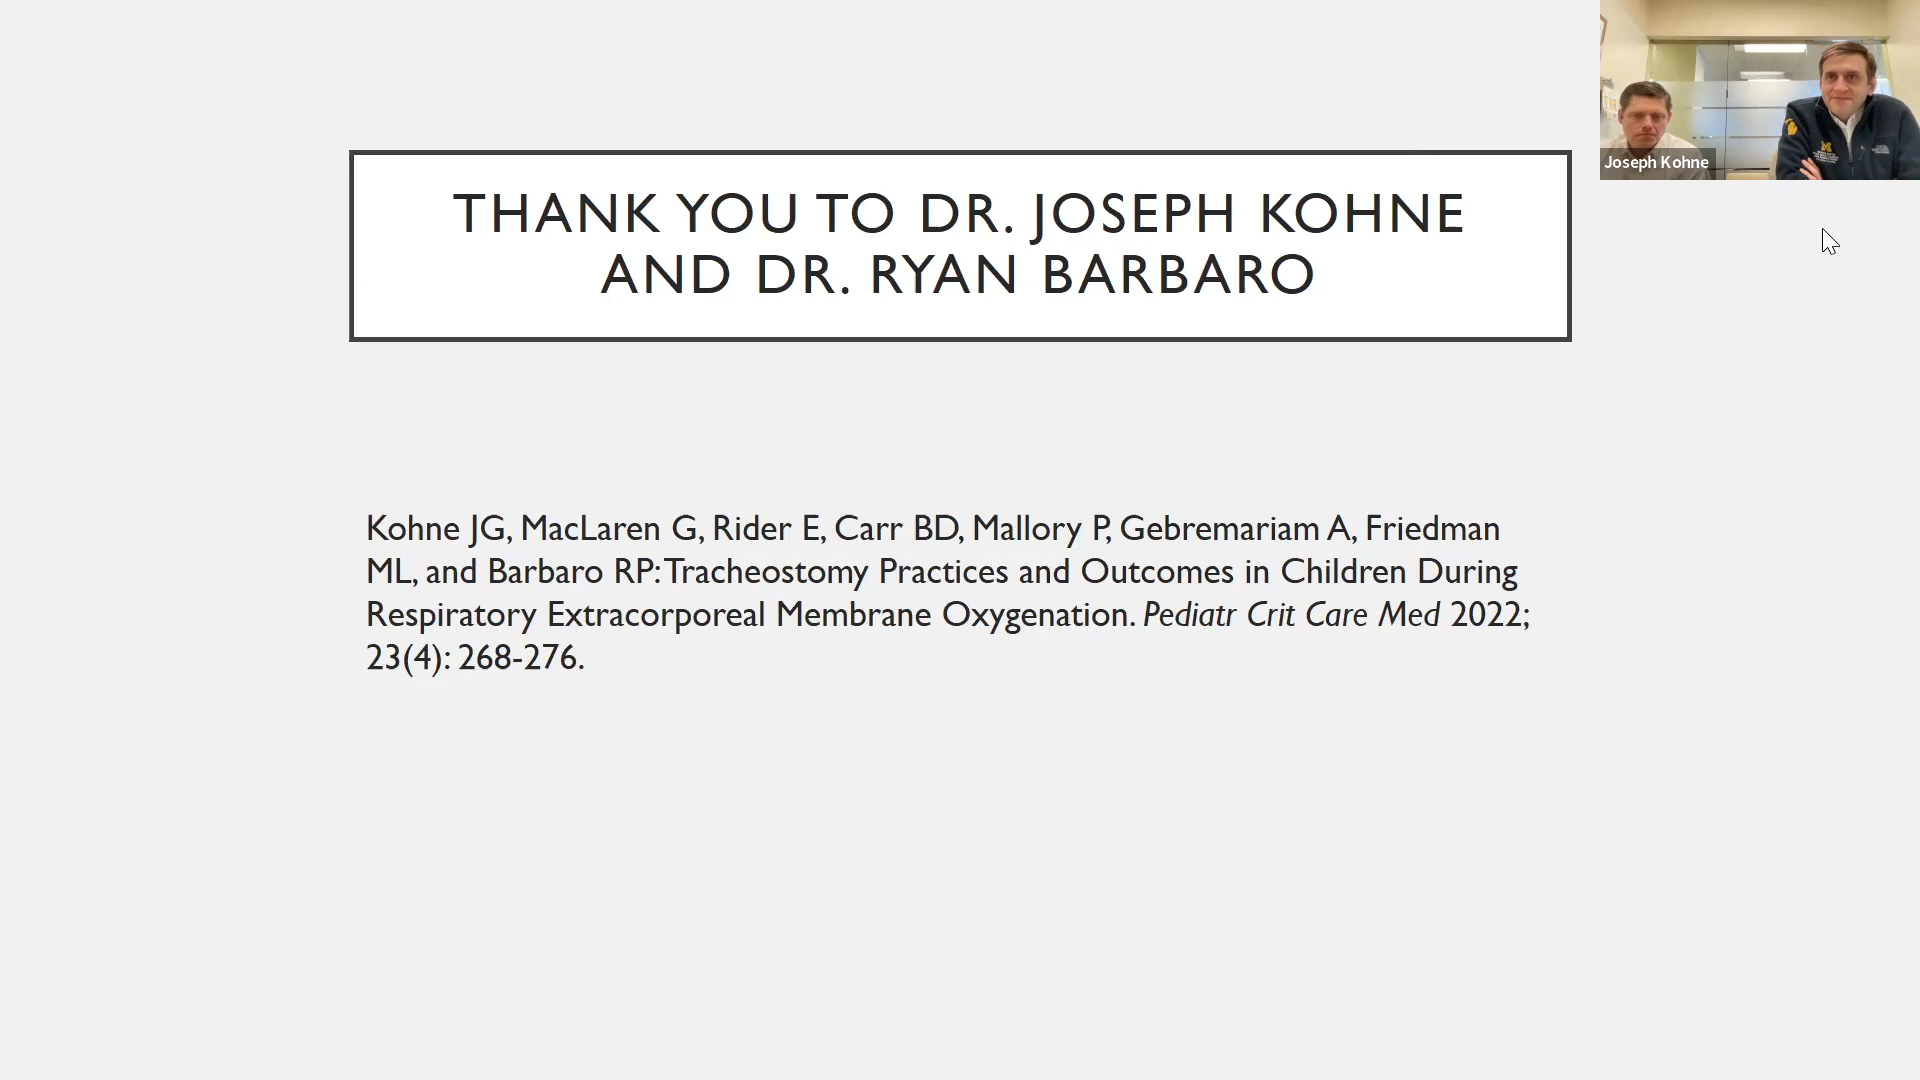 THANK YOU TO DR. JOSEPH KOHNE
AND DR. RYAN BARBARO
Joseph Kohne
Kohne JG, MacLaren G, Rider E, Carr BD, Mallory P, Gebremariam A, Friedman
ML, and Barbaro RP: Tracheostomy Practices and Outcomes in Children During
Respiratory Extracorporeal Membrane Oxygenation. Pediatr Crit Care Med 2022;
23(4): 268-276.